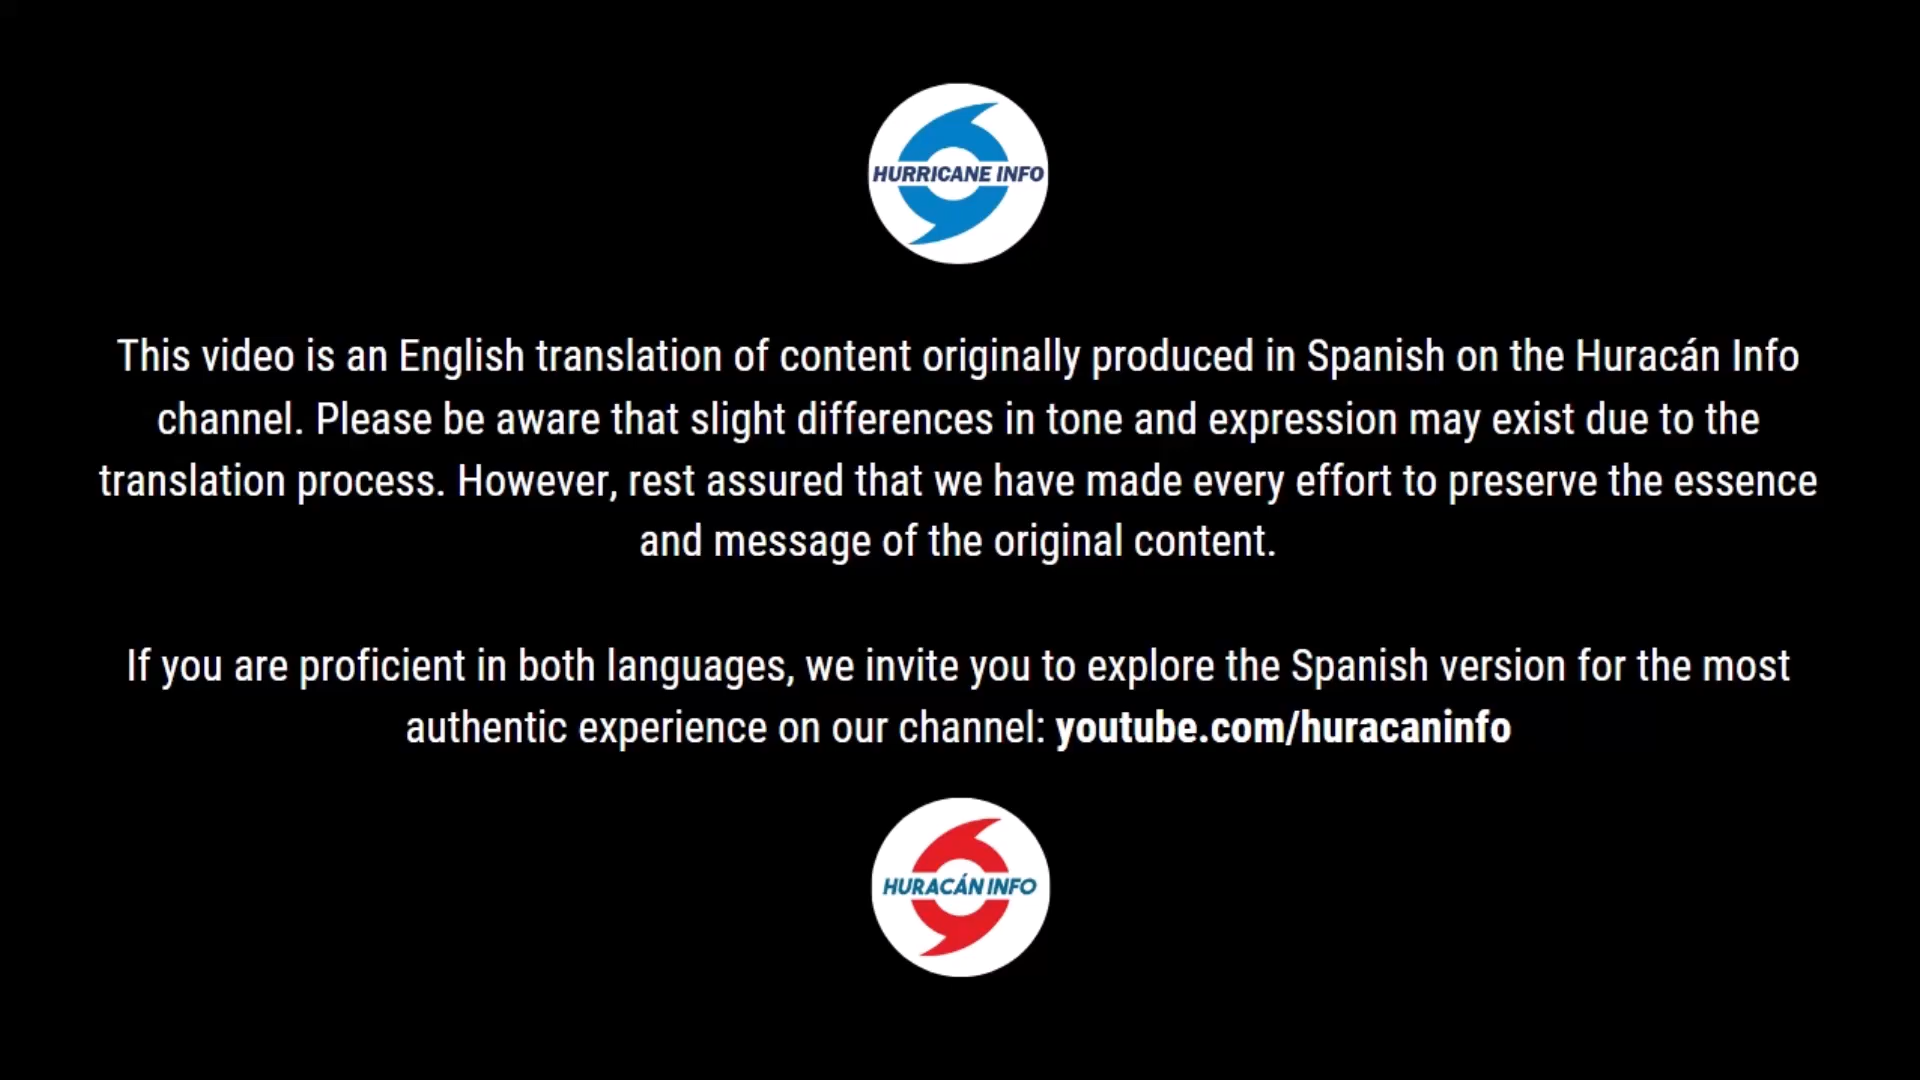 HURRICANE INFO
This video is an English translation of content originally produced in Spanish on the Huracán Info
channel. Please be aware that slight differences in tone and expression may exist due to the
translation process. However, rest assured that we have made every effort to preserve the essence
and message of the original content.
If you are proficient in both languages, we invite you to explore the Spanish version for the most
authentic experience on our channel: youtube.com/huracaninfo
HURACÁN INFO